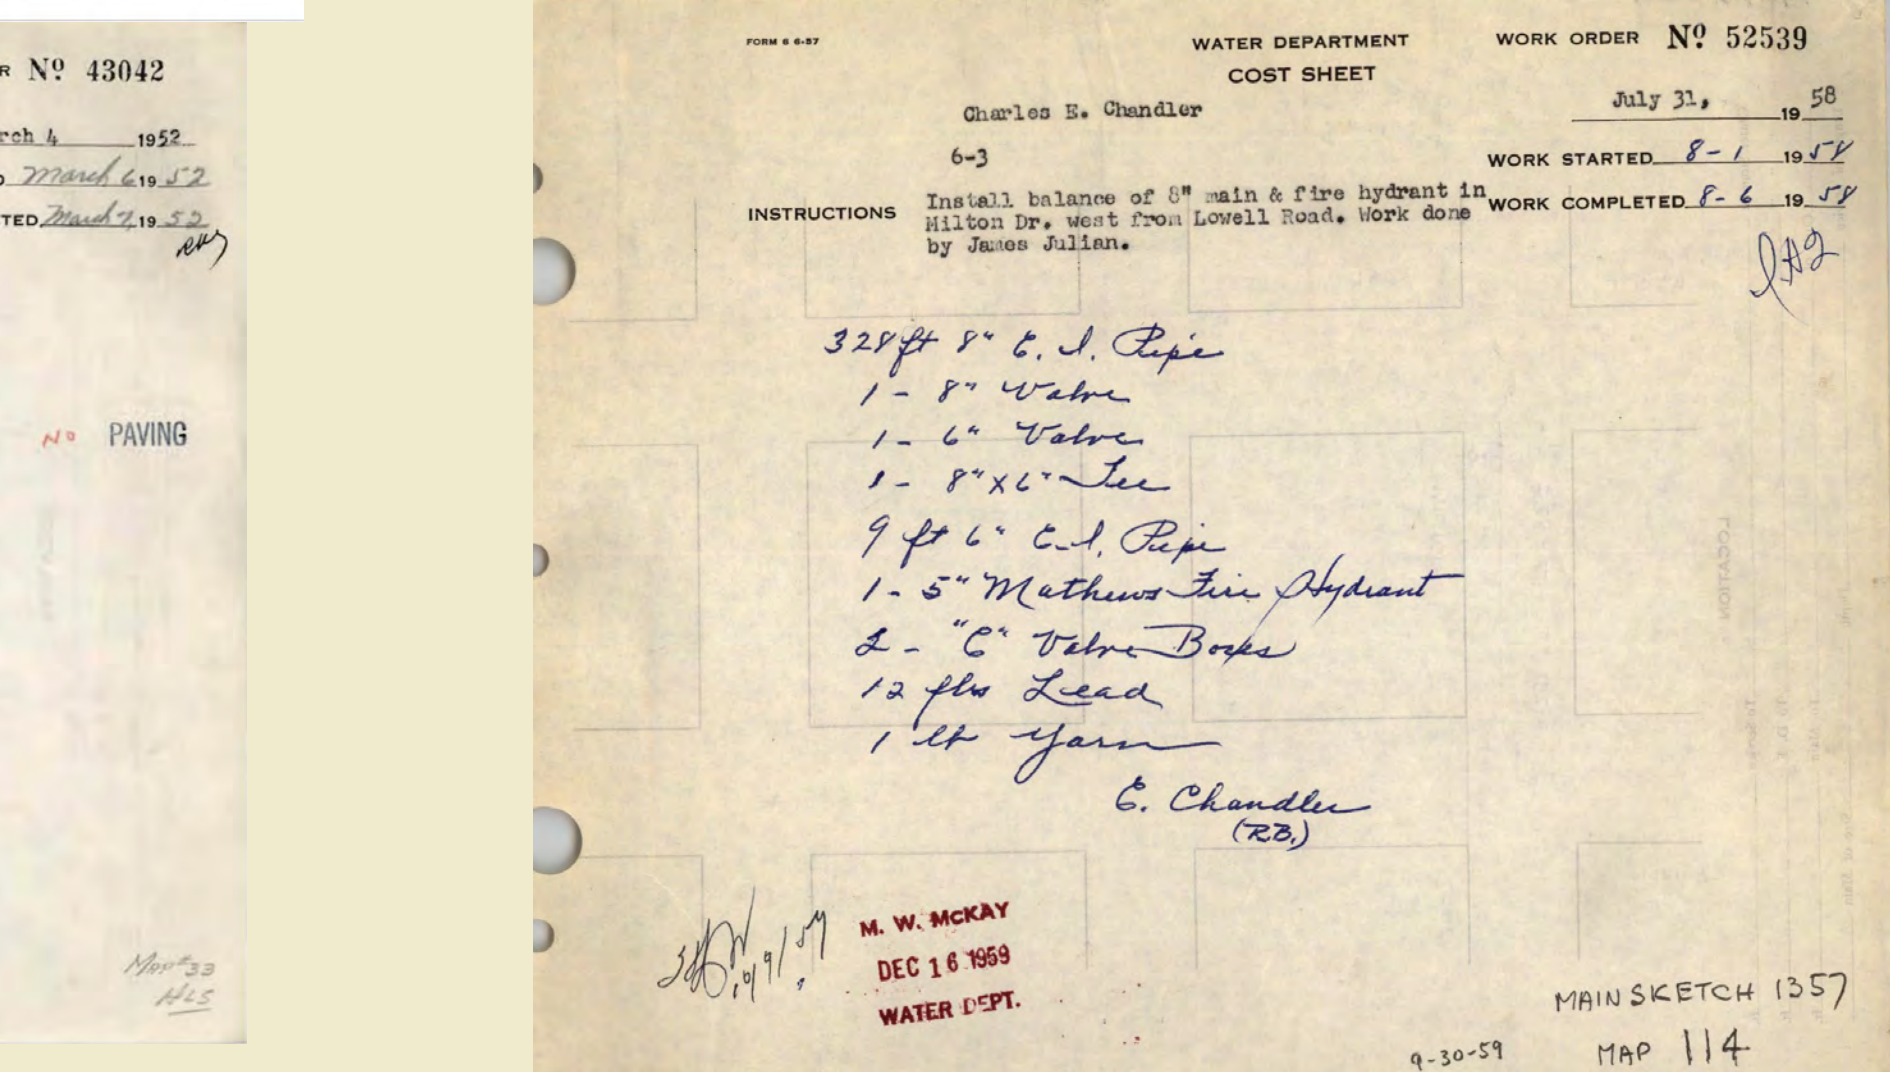 R Nº 43042
rch 4 1952
D March 6, 19 52
TED March 7, 19 52
NO PAVING
MAP #33
HLS
FORM 6 6-57
WATER DEPARTMENT
COST SHEET
WORK ORDER Nº 52539
Charles E. Chandler
July 31, 19 58
6-3
WORK STARTED 8-1 19 58
INSTRUCTIONS
Install balance of 8" main & fire hydrant in
Milton Dr. west from Lowell Road. Work done
by James Julian.
WORK COMPLETED 8-6 19 58
328 ft 8" C. I. Pipe
1 - 8" Valve
1 - 6" Valve
1 - 8" X 6" Tee
9 ft 6" C. I. Pipe
1 - 5" Mathews Fire Hydrant
2 - "C" Valve Boxes
12 lbs Lead
1 lb Yarn
E. Chandler
(R.B.)
M. W. McKAY
DEC 16 1959
WATER DEPT.
MAIN SKETCH 1357
9-30-59
MAP 114
LOCATION